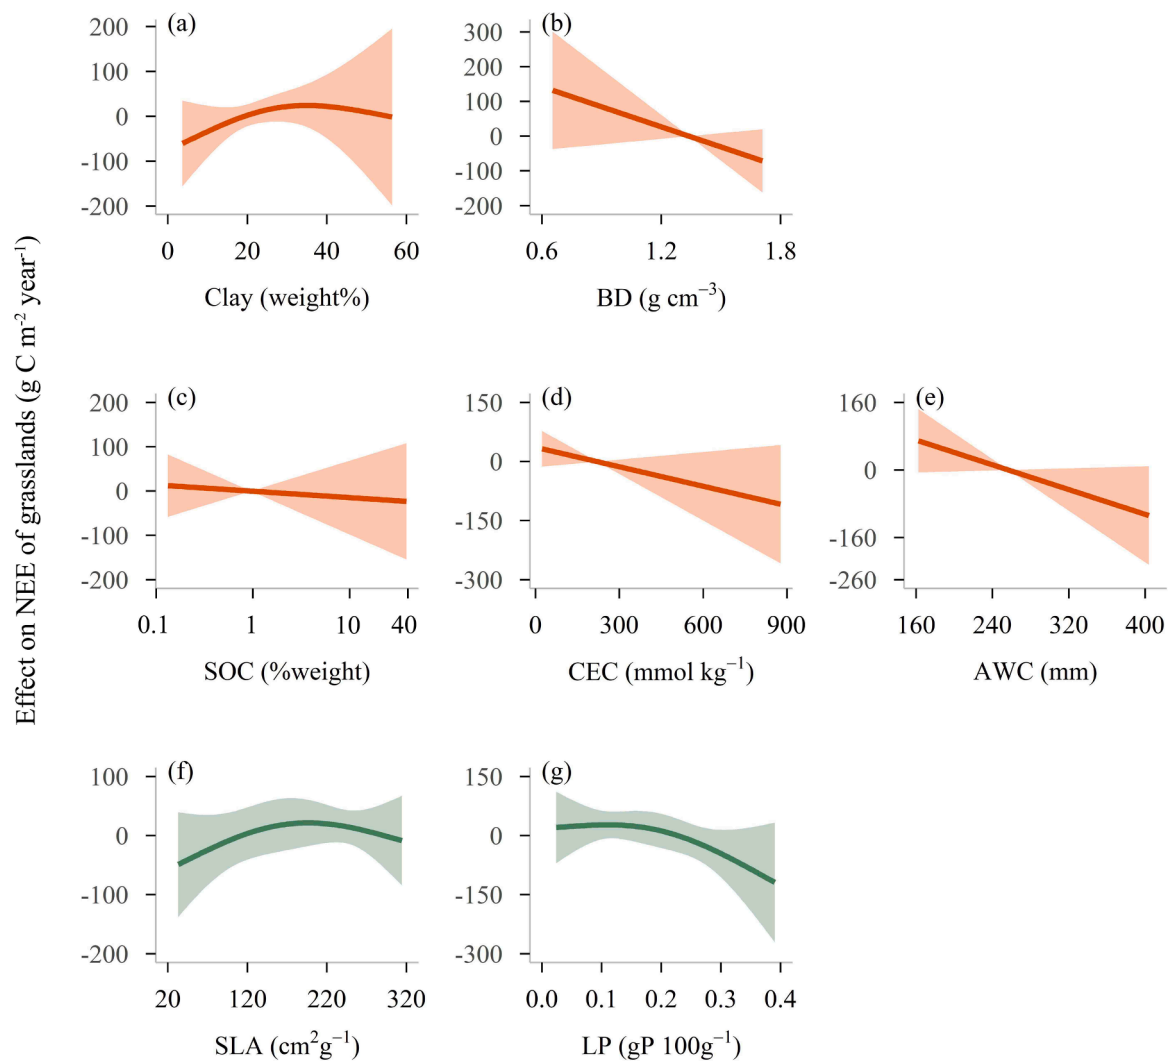 Effect on NEE of grasslands (g C m⁻² year⁻¹)
(a)
200
100
0
-100
-200
0 20 40 60
Clay (weight%)
(b)
300
200
100
0
-100
-200
0.6 1.2 1.8
BD (g cm⁻³)
(c)
200
100
0
-100
-200
0.1 1 10 40
SOC (%weight)
(d)
150
0
-150
-300
0 300 600 900
CEC (mmol kg⁻¹)
(e)
160
0
-160
-260
160 240 320 400
AWC (mm)
(f)
100
0
-100
-200
20 120 220 320
SLA (cm²g⁻¹)
(g)
150
0
-150
-300
0.0 0.1 0.2 0.3 0.4
LP (gP 100g⁻¹)